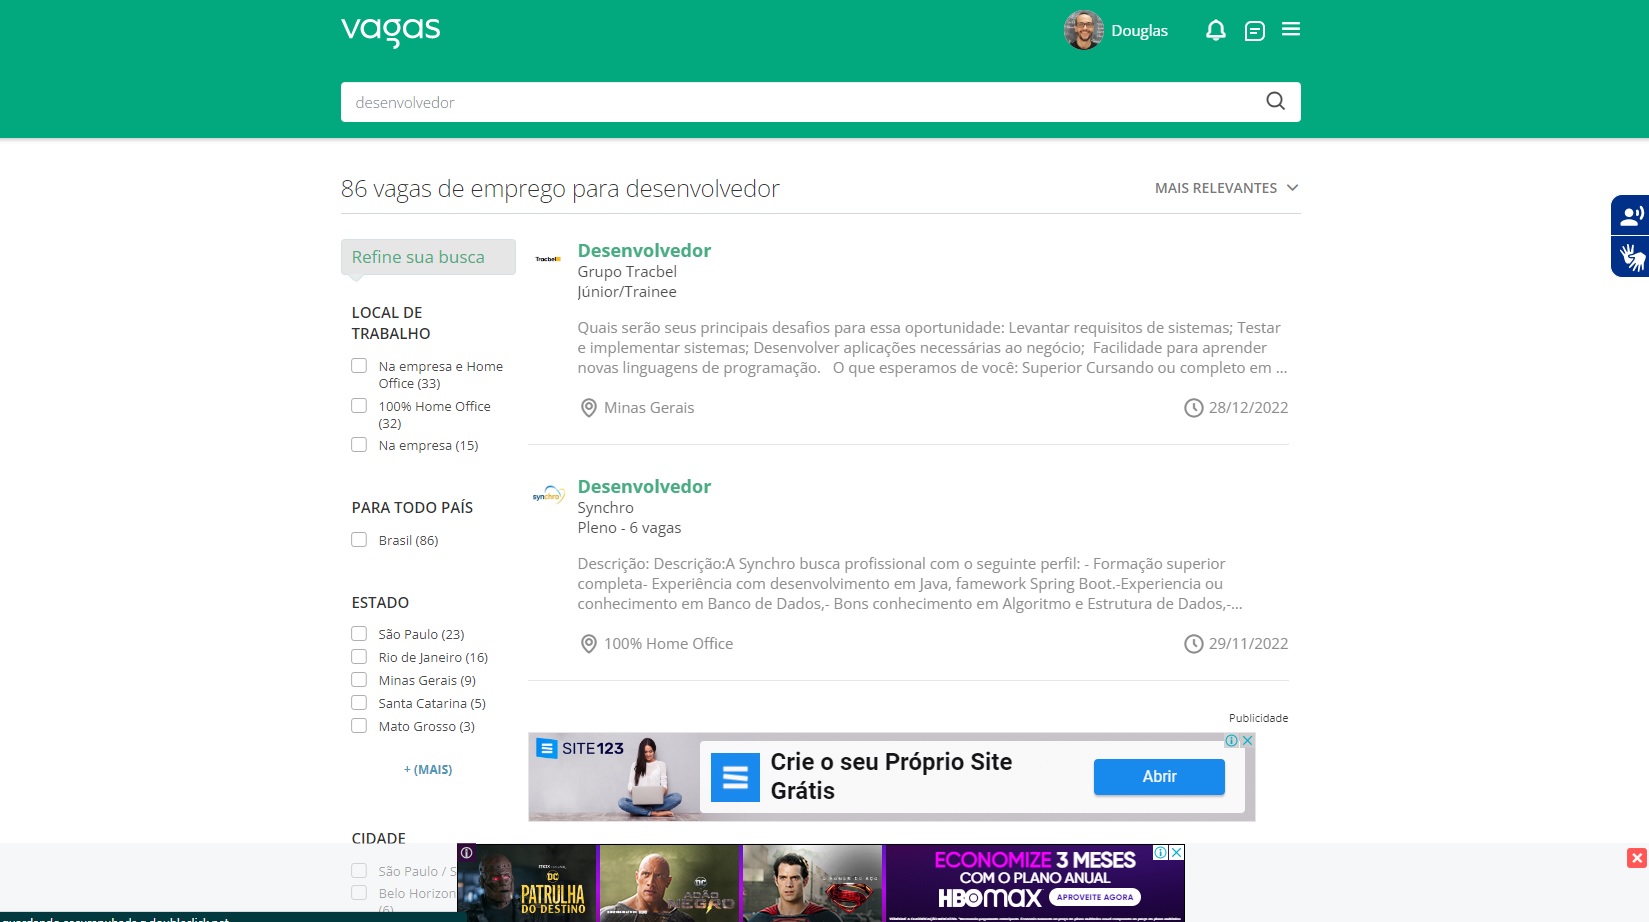 vagas
Douglas
desenvolvedor
86 vagas de emprego para desenvolvedor
MAIS RELEVANTES
Refine sua busca
LOCAL DE
TRABALHO
Na empresa e Home
Office (33)
100% Home Office
(32)
Na empresa (15)
PARA TODO PAÍS
Brasil (86)
ESTADO
São Paulo (23)
Rio de Janeiro (16)
Minas Gerais (9)
Santa Catarina (5)
Mato Grosso (3)
+ (MAIS)
CIDADE
São Paulo / S
Belo Horizon
(6)
Tracbel
Desenvolvedor
Grupo Tracbel
Júnior/Trainee
Quais serão seus principais desafios para essa oportunidade: Levantar requisitos de sistemas; Testar
e implementar sistemas; Desenvolver aplicações necessárias ao negócio;  Facilidade para aprender
novas linguagens de programação.   O que esperamos de você: Superior Cursando ou completo em ...
Minas Gerais
28/12/2022
synchro
Desenvolvedor
Synchro
Pleno - 6 vagas
Descrição: Descrição:A Synchro busca profissional com o seguinte perfil: - Formação superior
completa- Experiência com desenvolvimento em Java, famework Spring Boot.-Experiencia ou
conhecimento em Banco de Dados,- Bons conhecimento em Algoritmo e Estrutura de Dados,-...
100% Home Office
29/11/2022
Publicidade
SITE123
Crie o seu Próprio Site
Grátis
Abrir
DC
PATRULHA
DO DESTINO
DC
ADÃO
NEGRO
O HOMEM DE AÇO
ECONOMIZE 3 MESES
COM O PLANO ANUAL
HBOMAX
APROVEITE AGORA